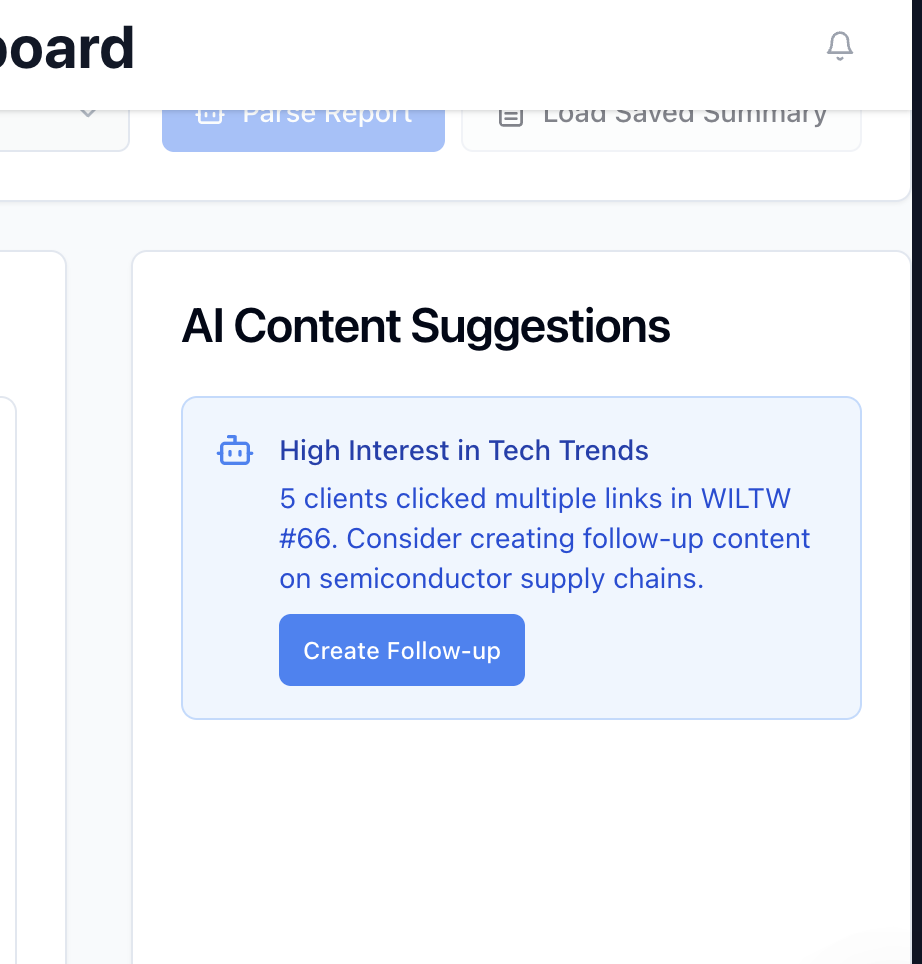 board
Parse Report
Load Saved Summary
AI Content Suggestions
High Interest in Tech Trends
5 clients clicked multiple links in WILTW
#66. Consider creating follow-up content
on semiconductor supply chains.
Create Follow-up